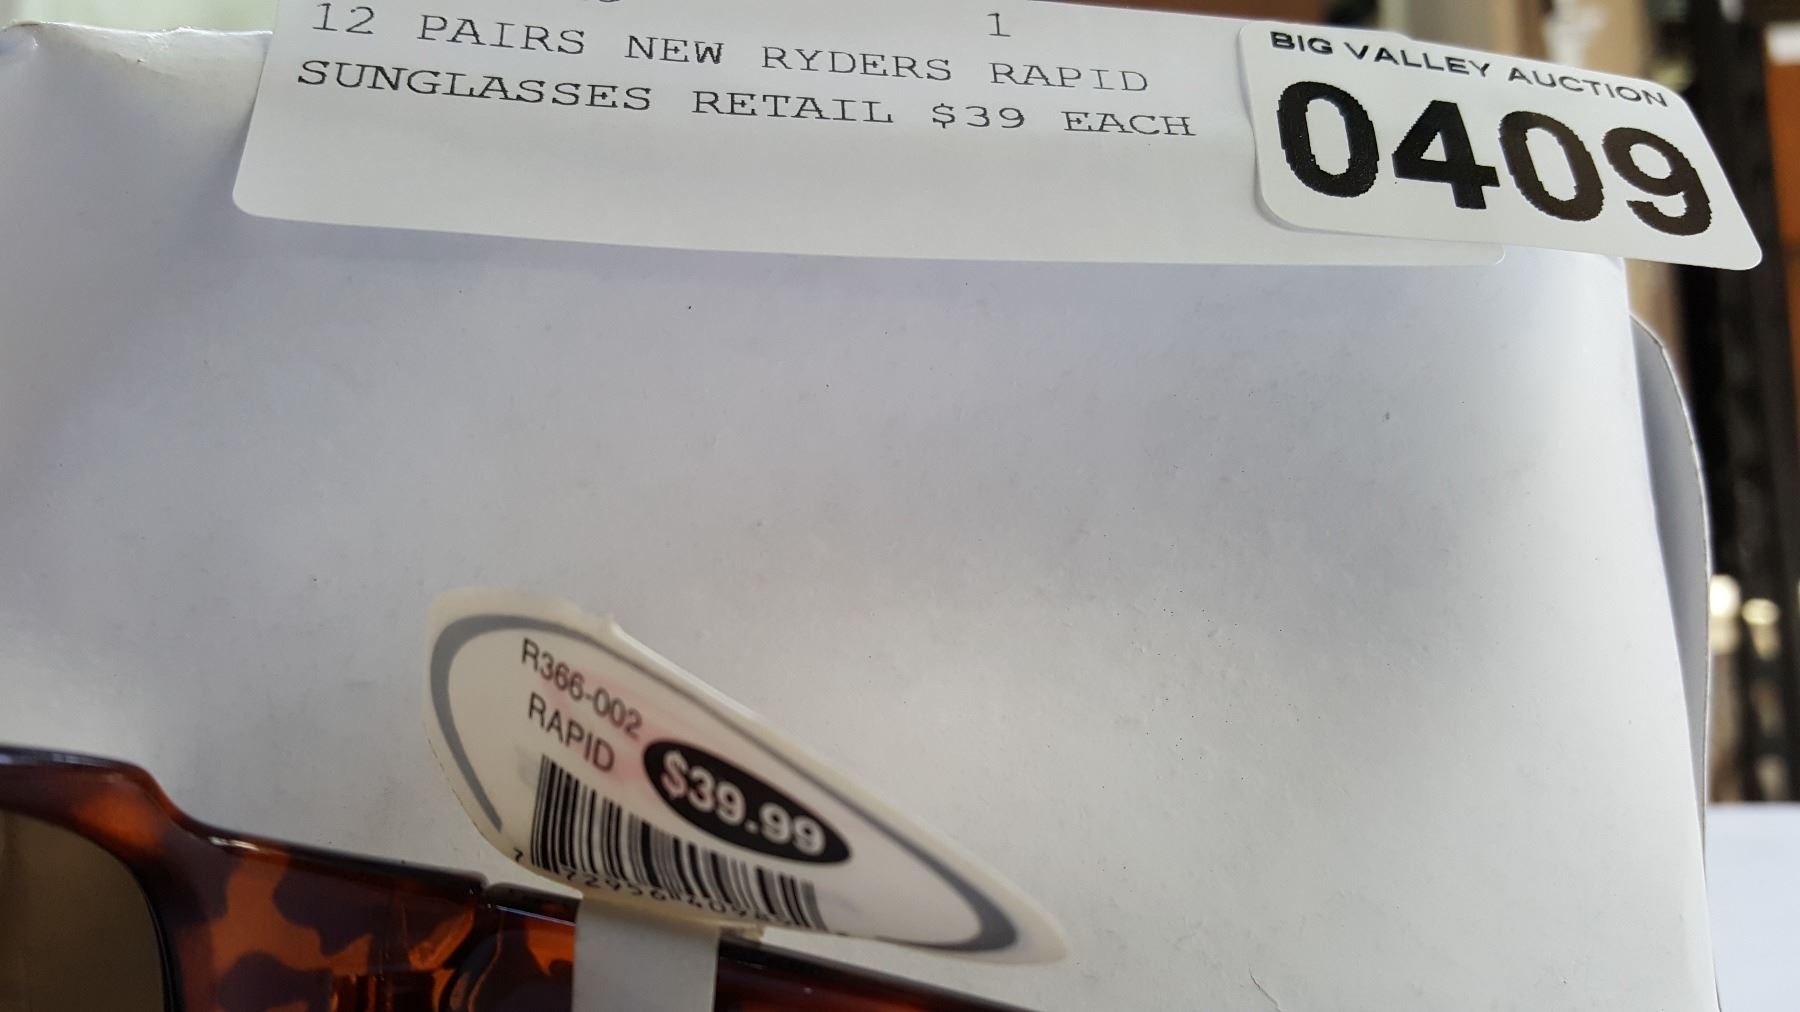 1
12 PAIRS NEW RYDERS RAPID
SUNGLASSES RETAIL $39 EACH
BIG VALLEY AUCTION
0409
R366-002
RAPID
$39.99